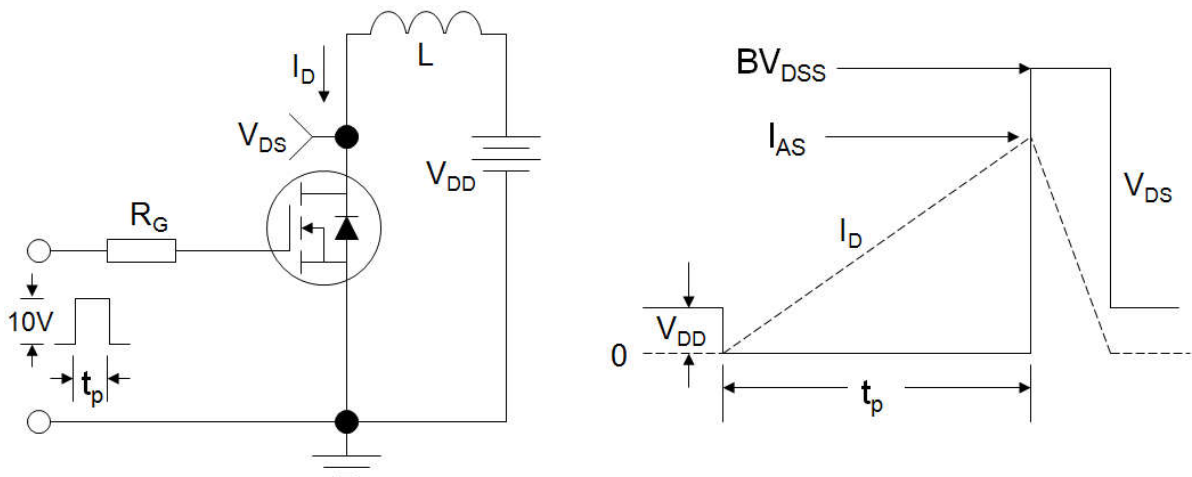 L
I_D
V_DS
V_DD
R_G
10V
t_p
BV_DSS
I_AS
V_DS
I_D
V_DD
0
t_p